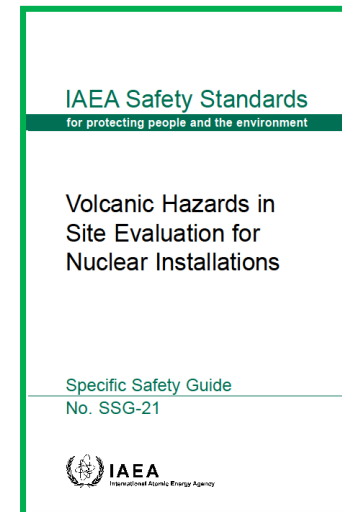 IAEA Safety Standards
for protecting people and the environment
Volcanic Hazards in
Site Evaluation for
Nuclear Installations
Specific Safety Guide
No. SSG-21
IAEA
International Atomic Energy Agency